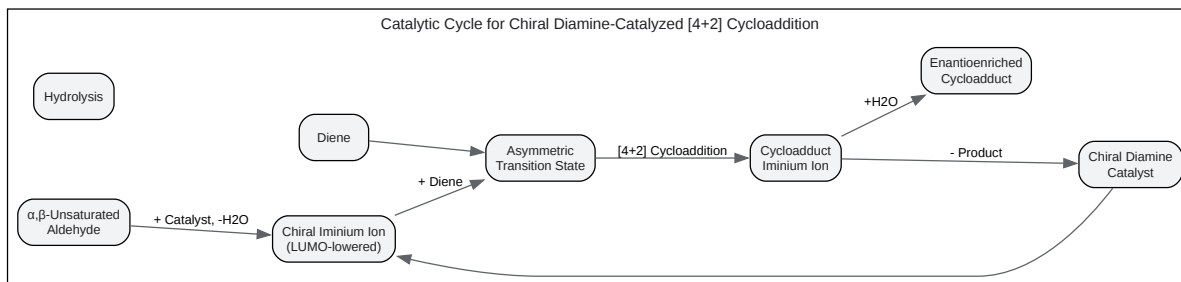 Catalytic Cycle for Chiral Diamine-Catalyzed [4+2] Cycloaddition
Hydrolysis
α,β-Unsaturated
Aldehyde
+ Catalyst, -H2O
Diene
Chiral Iminium Ion
(LUMO-lowered)
+ Diene
Asymmetric
Transition State
[4+2] Cycloaddition
Cycloadduct
Iminium Ion
+H2O
Enantioenriched
Cycloadduct
- Product
Chiral Diamine
Catalyst